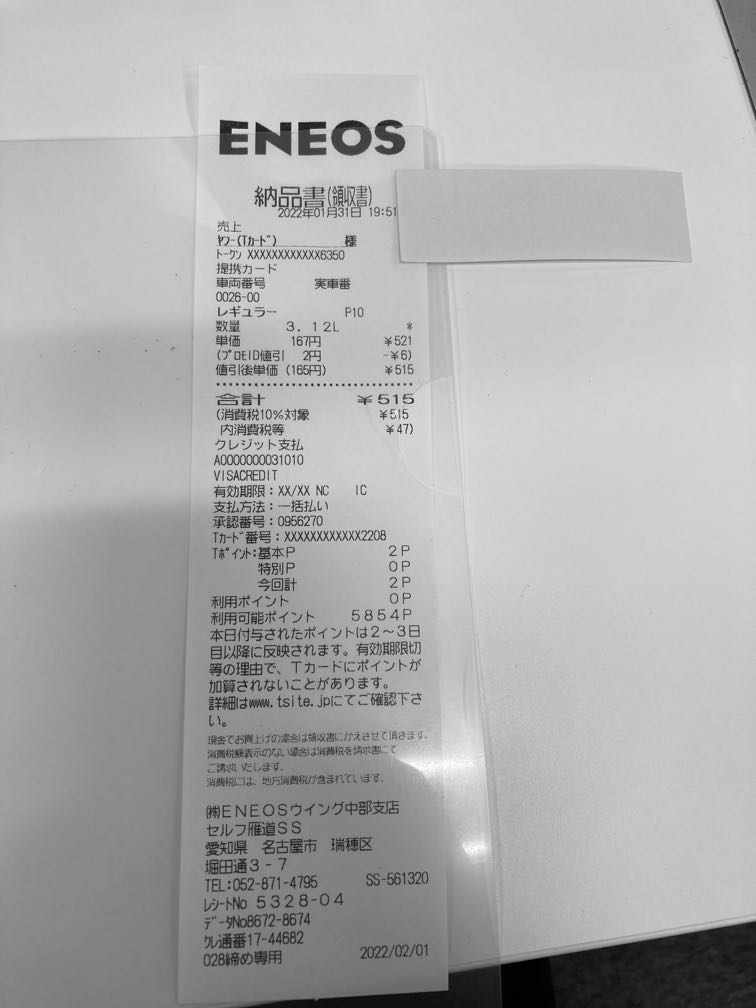 ENEOS
納品書(領収書)
2022年01月31日 19:51
売上
ﾔﾌｰ(Tｶｰﾄﾞ) 様
ﾄｰｸﾝ XXXXXXXXXXXX6350
提携カード
車両番号 実車番
0026-00
レギュラー P10
数量 3.12L *
単価 167円 ¥521
(ﾌﾟﾛﾓID値引 2円 -¥6)
値引後単価 (165円) ¥515
合計 ¥515
(消費税10%対象 ¥515
内消費税等 ¥47)
クレジット支払
A0000000031010
VISACREDIT
有効期限:XX/XX NC IC
支払方法:一括払い
承認番号:0956270
Tｶｰﾄﾞ番号:XXXXXXXXXXXX2208
Tﾎﾟｲﾝﾄ:基本P 2P
特別P 0P
今回計 2P
利用ポイント 0P
利用可能ポイント 5854P
本日付与されたポイントは2~3日
目以降に反映されます。有効期限切
等の理由で、Tカードにポイントが
加算されないことがあります。
詳細はwww.tsite.jpにてご確認下さ
い。
現金でお買上げの場合は領収書にかえさせて頂きます。
消費税額表示のない場合は消費税を請求書にて
ご請求いたします。
消費税には、地方消費税が含まれています。
㈱ENEOSウイング中部支店
セルフ雁道SS
愛知県 名古屋市 瑞穂区
堀田通3-7
TEL:052-871-4795 SS-561320
ﾚｼｰﾄNo 5328-04
ﾃﾞｰﾀNo8672-8674
ｸﾚ通番17-44682
028締め専用 2022/02/01